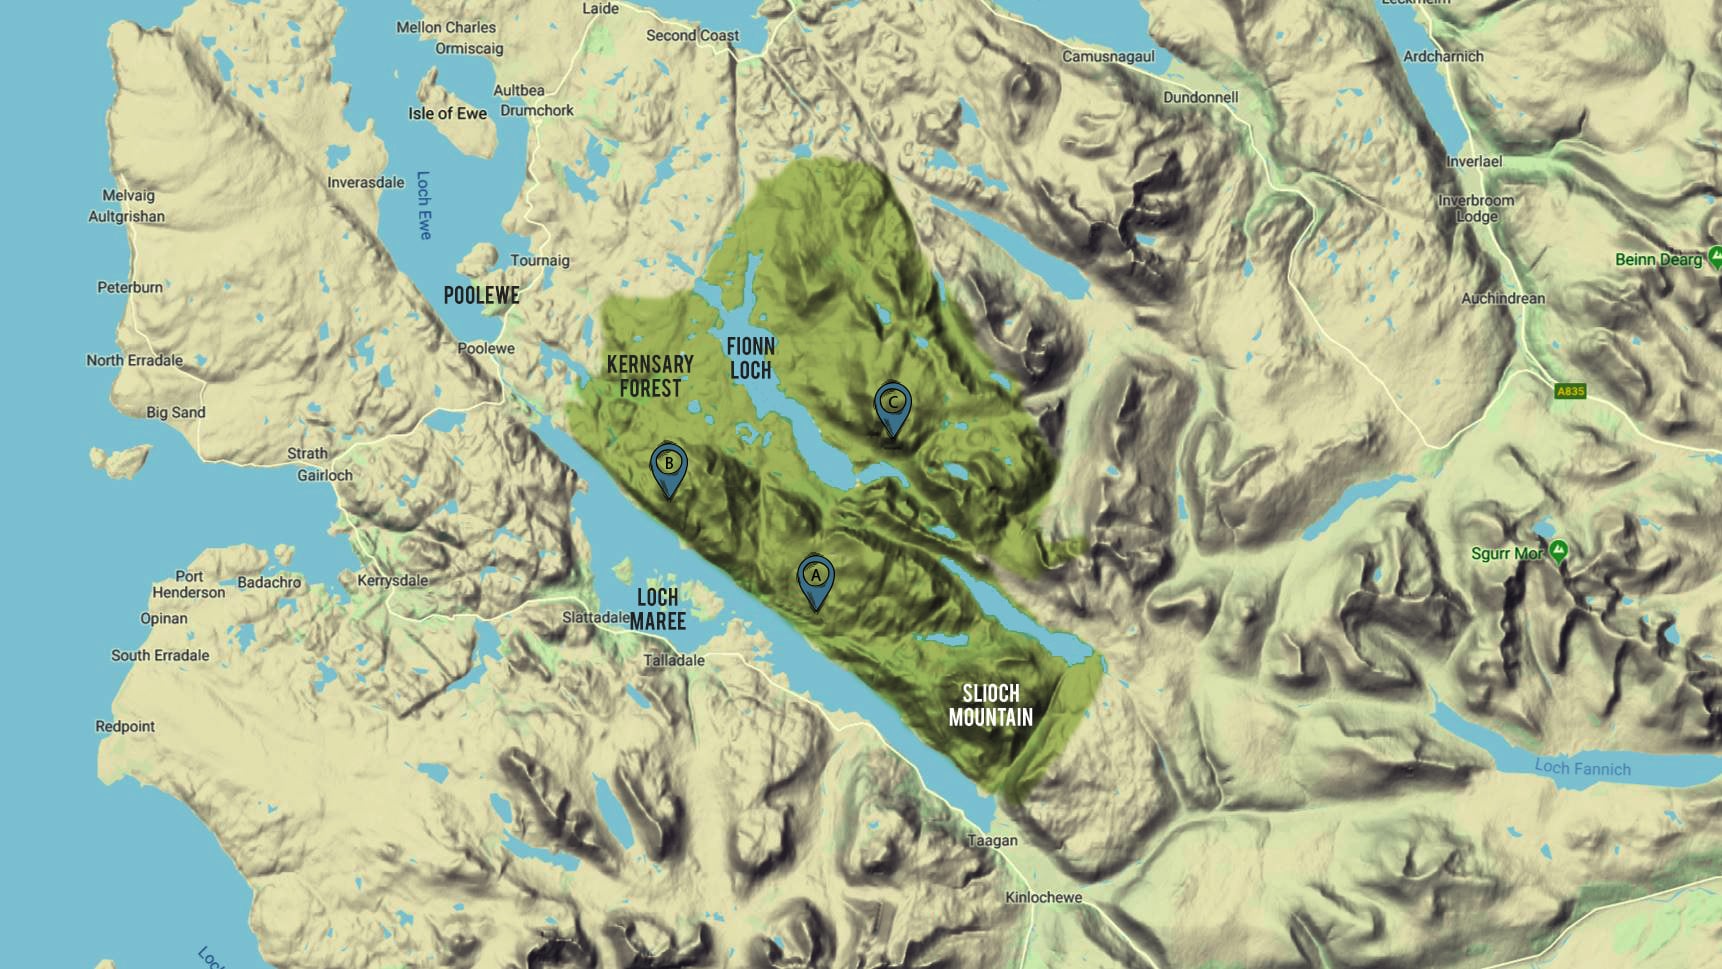 Laide
Mellon Charles
Ormiscaig
Second Coast
Camusnagaul
Ardcharnich
Aultbea
Drumchork
Isle of Ewe
Dundonnell
Inverlael
Inverasdale
Loch Ewe
Melvaig
Aultgrishan
Inverbroom
Lodge
Tournaig
Beinn Dearg
Peterburn
POOLEWE
Auchindrean
Poolewe
North Erradale
KERNSARY
FOREST
FIONN
LOCH
A835
Big Sand
C
Strath
Gairloch
B
Sgurr Mor
Port
Henderson
Badachro
Kerrysdale
A
Opinan
Slattadale
LOCH
MAREE
South Erradale
Talladale
SLIOCH
MOUNTAIN
Redpoint
Loch Fannich
Taagan
Kinlochewe